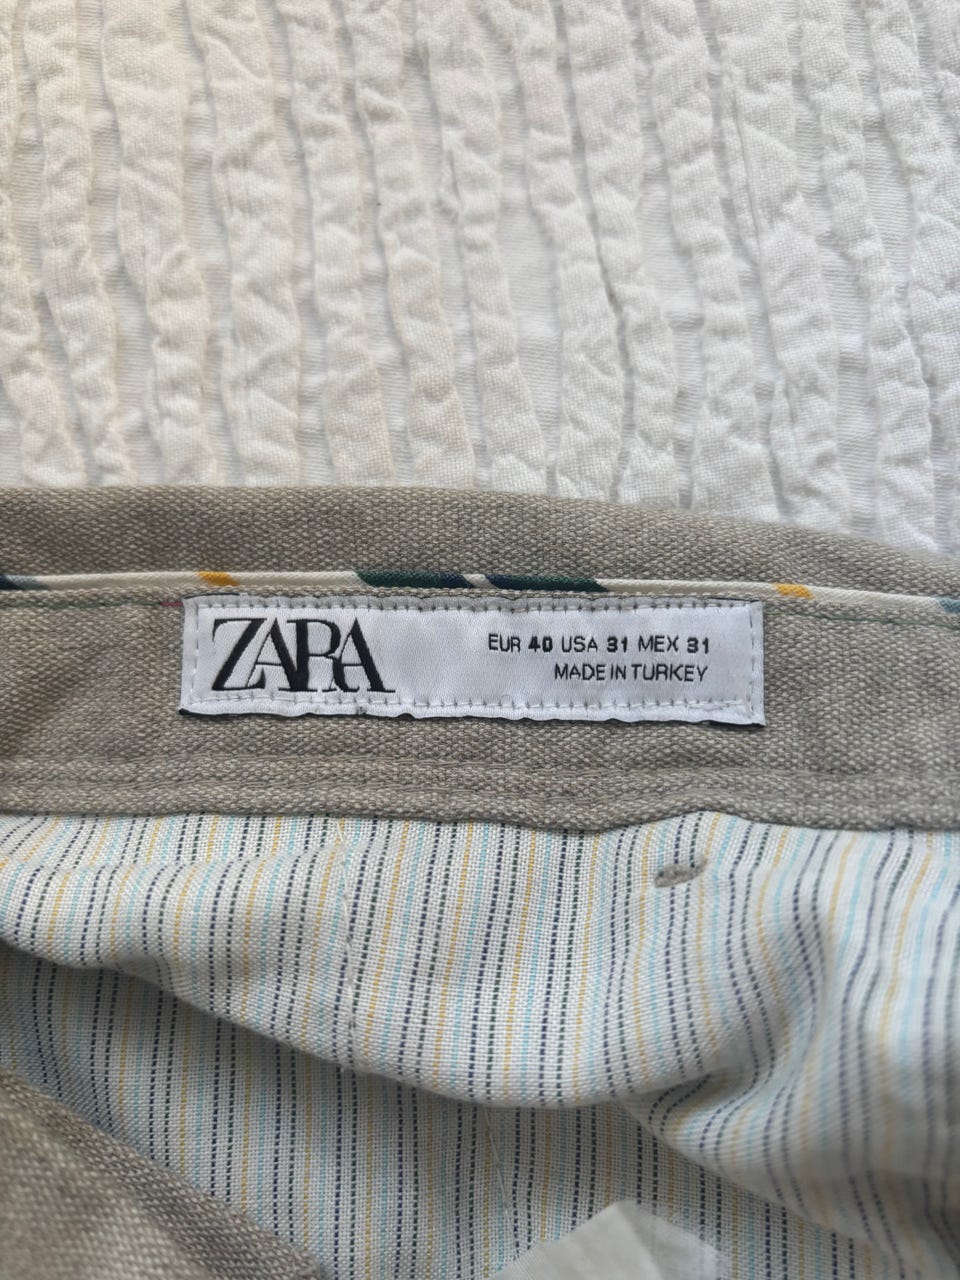 ZARA
EUR 40 USA 31 MEX 31
MADE IN TURKEY